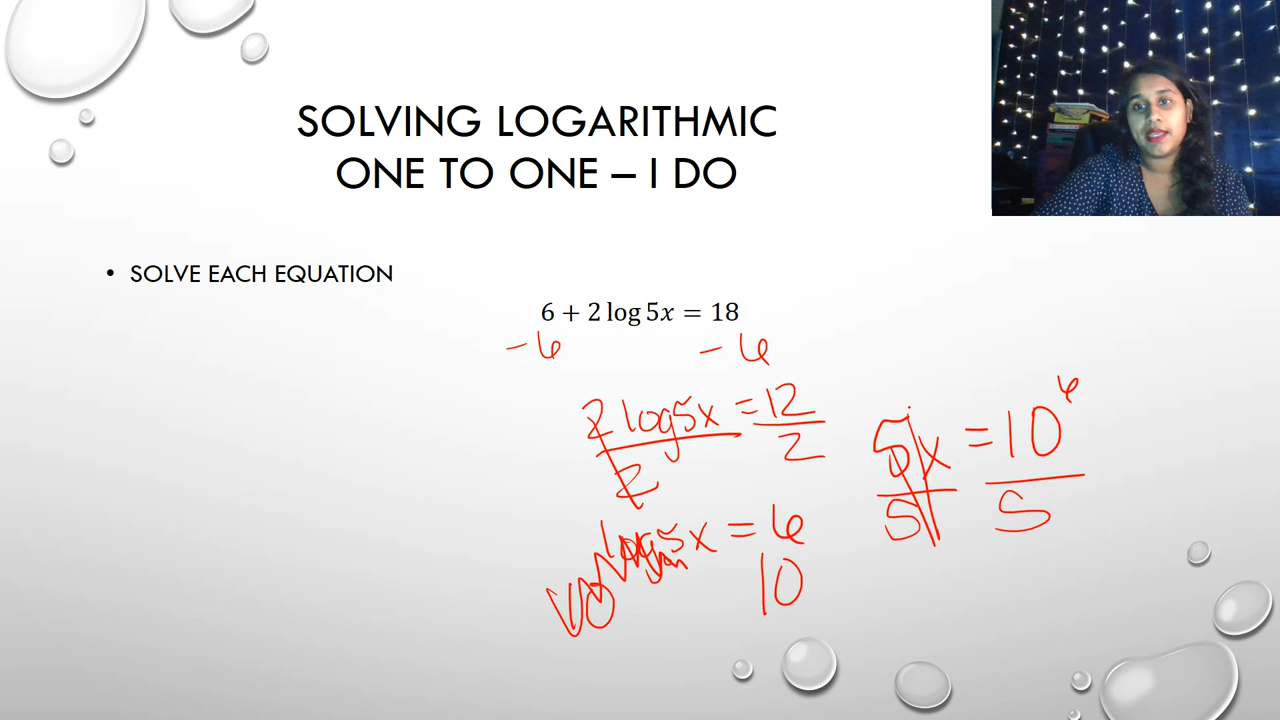 SOLVING LOGARITHMIC
ONE TO ONE – I DO
• SOLVE EACH EQUATION
6 + 2 log 5x = 18
– 6 – 6
2 log5x = 12
2 2
log5x = 6
10 10
5x = 10^6
5 5